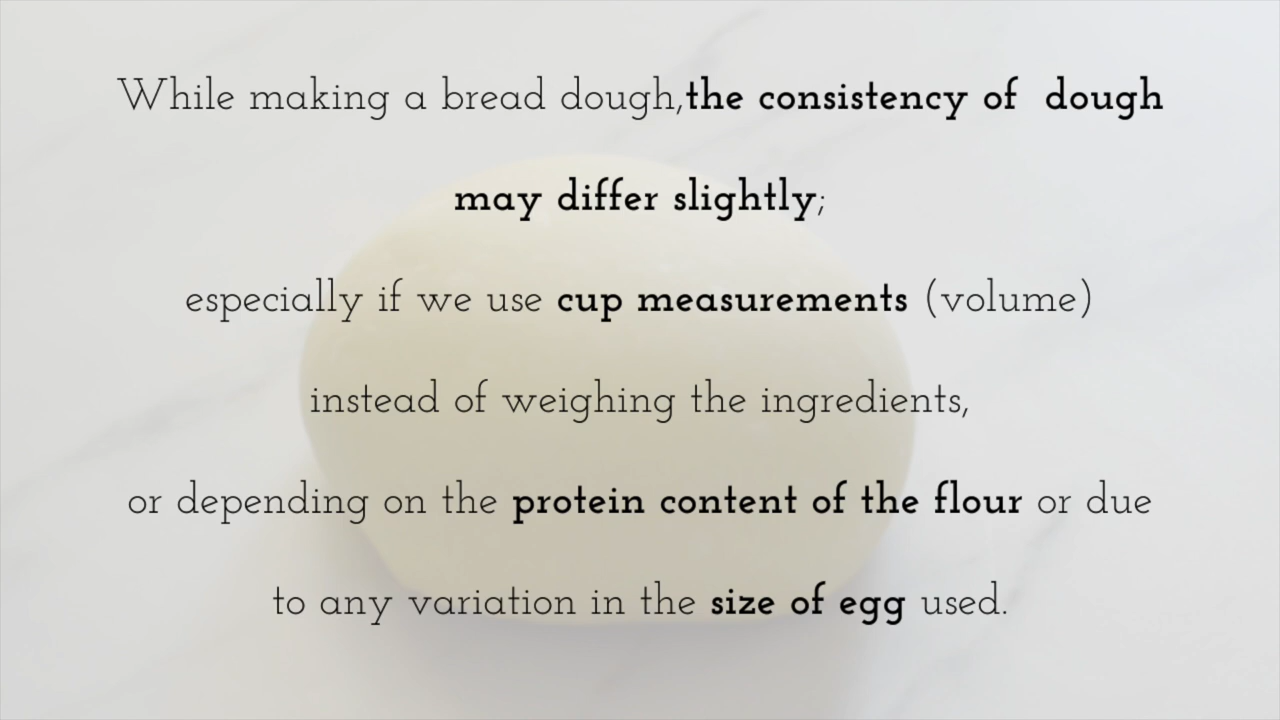 While making a bread dough,the consistency of  dough
may differ slightly;
especially if we use cup measurements (volume)
instead of weighing the ingredients,
or depending on the protein content of the flour or due
to any variation in the size of egg used.